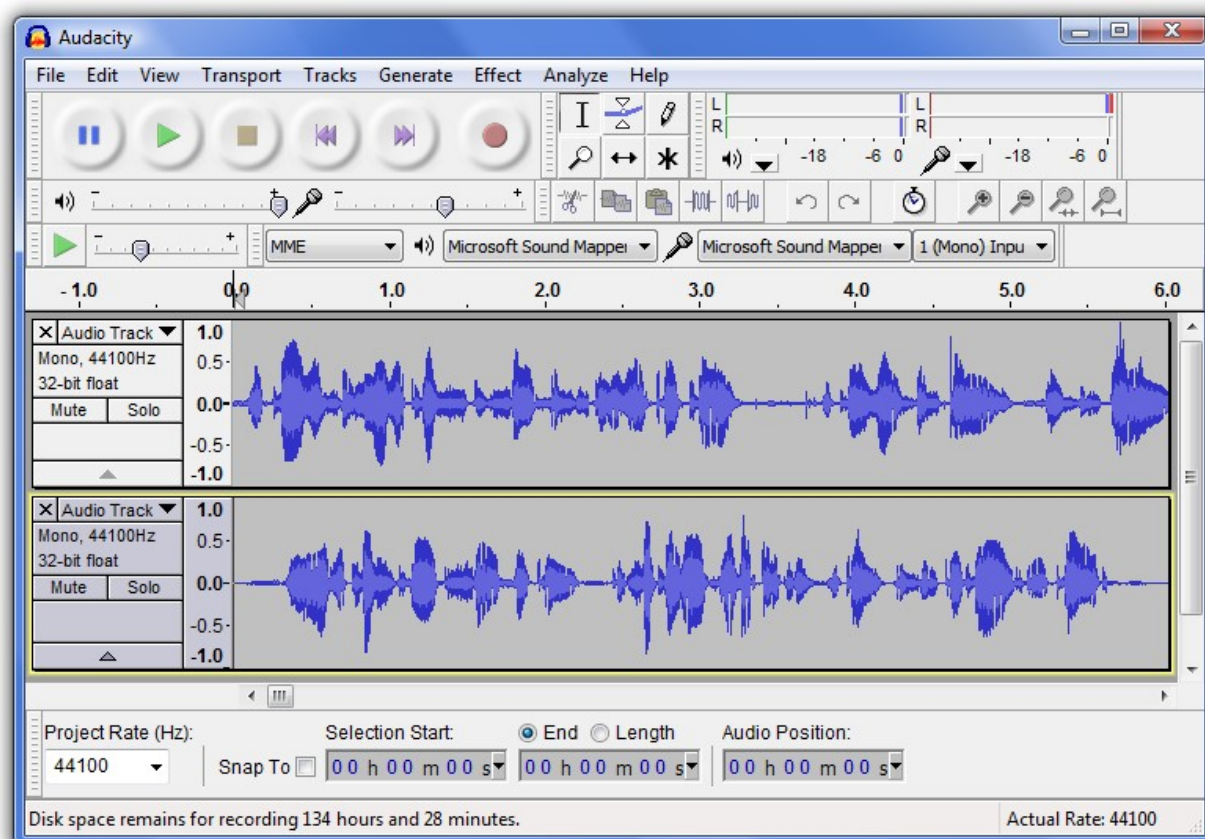 Audacity
File Edit View Transport Tracks Generate Effect Analyze Help
L
R
-18 -6 0
L
R
-18 -6 0
- +
- +
- +
MME
Microsoft Sound Mapper
Microsoft Sound Mapper
1 (Mono) Inpu
- 1.0 0.0 1.0 2.0 3.0 4.0 5.0 6.0
X Audio Track 1.0
Mono, 44100Hz 0.5
32-bit float
Mute Solo 0.0
-0.5
-1.0
X Audio Track 1.0
Mono, 44100Hz 0.5
32-bit float
Mute Solo 0.0
-0.5
-1.0
Project Rate (Hz): Selection Start: End Length Audio Position:
44100 Snap To 00 h 00 m 00 s 00 h 00 m 00 s 00 h 00 m 00 s
Disk space remains for recording 134 hours and 28 minutes. Actual Rate: 44100